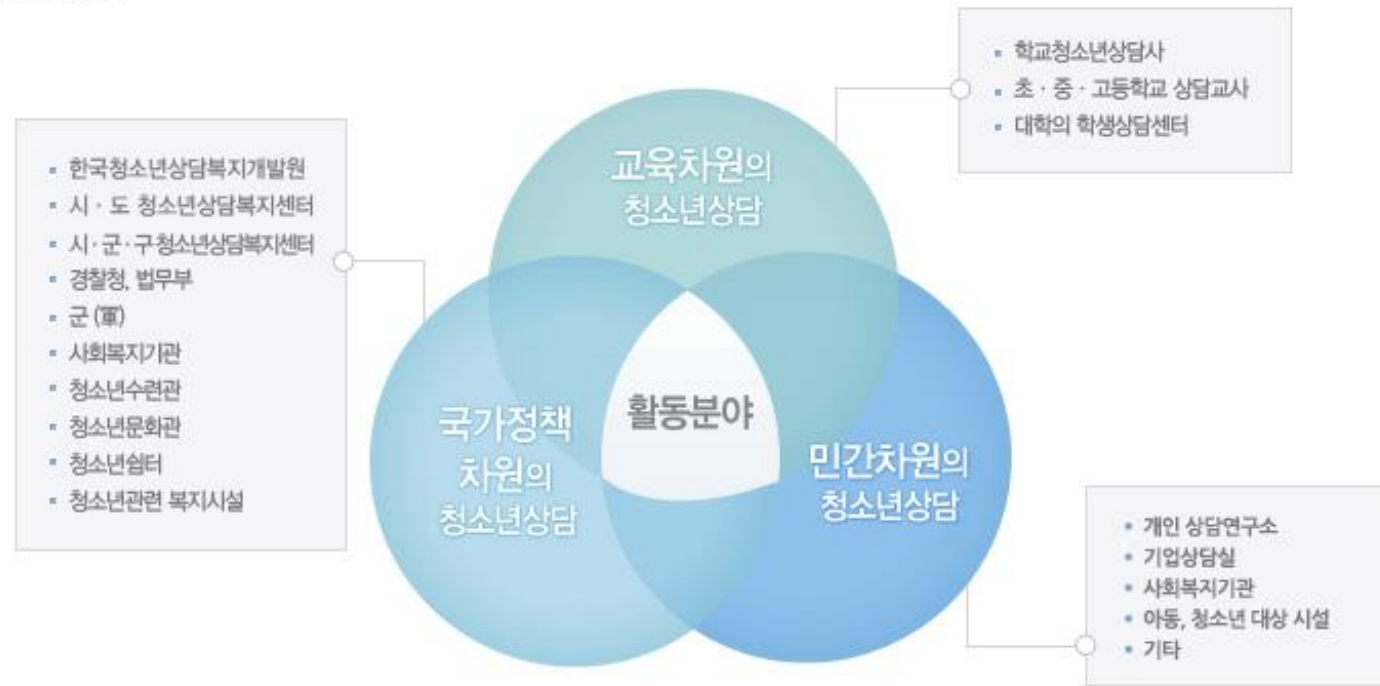 교육차원의
청소년상담
학교청소년상담사
초 · 중 · 고등학교 상담교사
대학의 학생상담센터
한국청소년상담복지개발원
시 · 도 청소년상담복지센터
시 · 군 · 구청소년상담복지센터
경찰청, 법무부
군 (軍)
사회복지기관
청소년수련관
청소년문화관
청소년쉼터
청소년관련 복지시설
국가정책
차원의
청소년상담
활동분야
민간차원의
청소년상담
개인 상담연구소
기업상담실
사회복지기관
아동, 청소년 대상 시설
기타